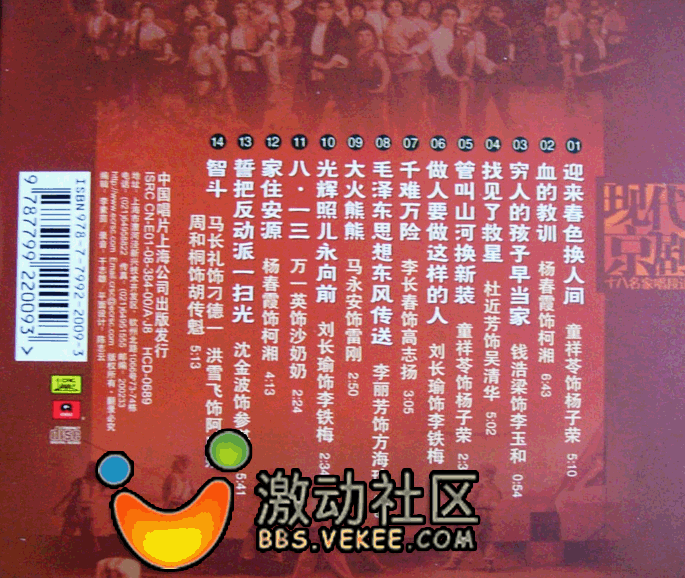 现代
京剧
十八名家唱段
01 迎来春色换人间 童祥苓饰杨子荣 5:10
02 血的教训 杨春霞饰柯湘 6:43
03 穷人的孩子早当家 钱浩梁饰李玉和 0:54
04 找见了救星 杜近芳饰吴清华 5:02
05 管叫山河换新装 童祥苓饰杨子荣
06 做人要做这样的人 刘长瑜饰李铁梅
07 千难万险 李长春饰高志扬 3:05
08 毛泽东思想东风传送 李丽芳饰方海
09 大火熊熊 马永安饰雷刚 2:50
10 光辉照儿永向前 刘长瑜饰李铁梅 2:34
11 八·一三 万一英饰沙奶奶 2:24
12 家住安源 杨春霞饰柯湘 4:13
13 誓把反动派一扫光 沈金波饰 5:41
14 智斗 马长礼饰刁德一 洪雪飞饰阿
周和桐饰胡传魁 5:13
中国唱片上海公司出版发行
ISRC CN-E01-08-384-00/A.J8 HCD-0689
ISBN 978-7-7992-2009-3
9 787799 220093
激动社区
BBS.VEKEE.COM